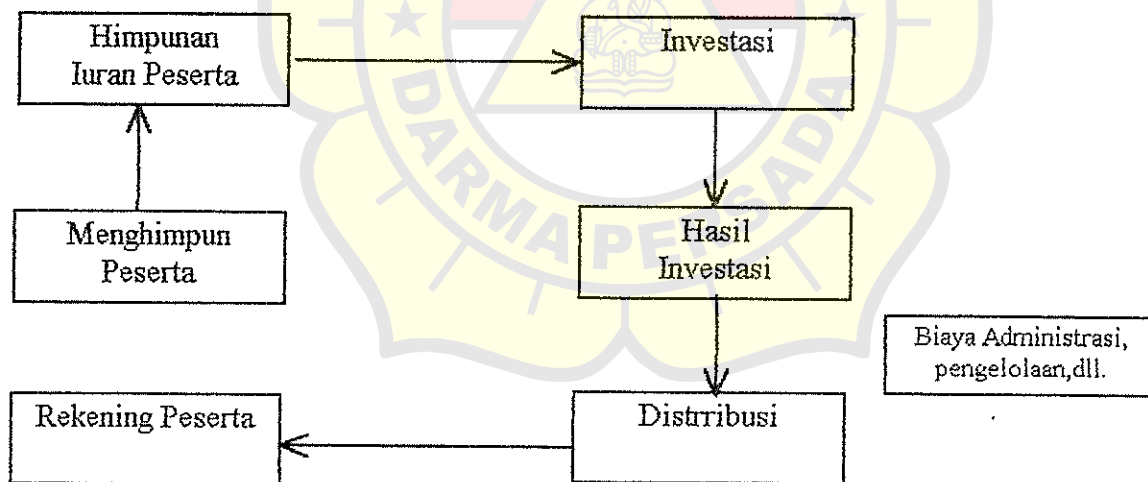 Himpunan
Iuran Peserta
Investasi
Menghimpun
Peserta
Hasil
Investasi
Biaya Administrasi,
pengelolaan,dll.
Rekening Peserta
Distrribusi
DARMA PERSADA